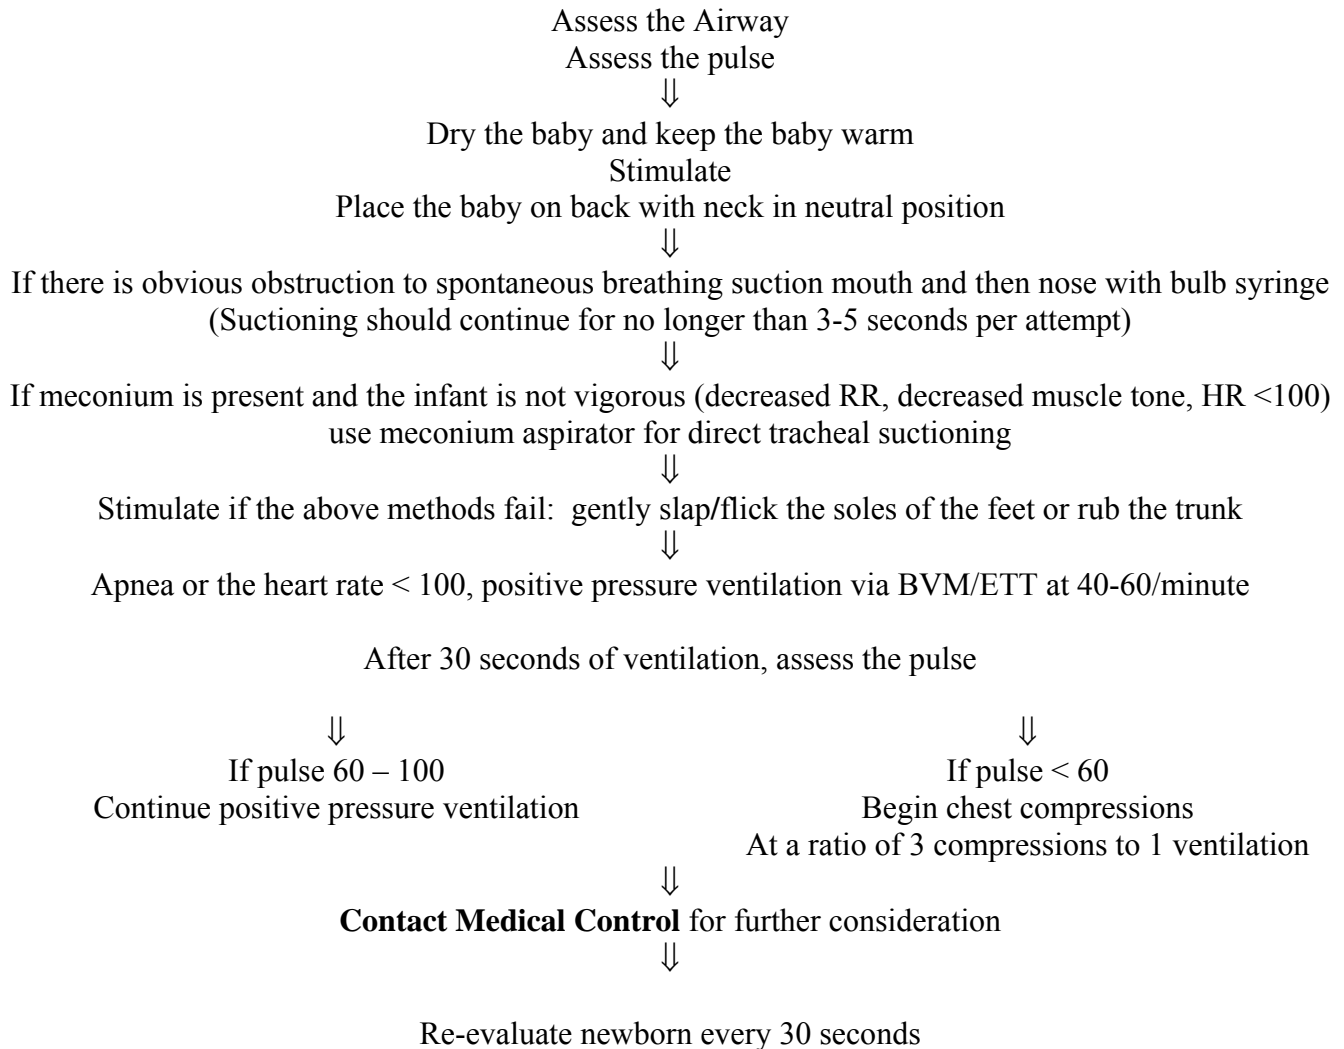 Assess the Airway
Assess the pulse
⇓
Dry the baby and keep the baby warm
Stimulate
Place the baby on back with neck in neutral position
⇓
If there is obvious obstruction to spontaneous breathing suction mouth and then nose with bulb syringe
(Suctioning should continue for no longer than 3-5 seconds per attempt)
⇓
If meconium is present and the infant is not vigorous (decreased RR, decreased muscle tone, HR <100)
use meconium aspirator for direct tracheal suctioning
⇓
Stimulate if the above methods fail:  gently slap/flick the soles of the feet or rub the trunk
⇓
Apnea or the heart rate < 100, positive pressure ventilation via BVM/ETT at 40-60/minute
After 30 seconds of ventilation, assess the pulse
⇓ ⇓
If pulse 60 – 100
Continue positive pressure ventilation
If pulse < 60
Begin chest compressions
At a ratio of 3 compressions to 1 ventilation
⇓
Contact Medical Control for further consideration
⇓
Re-evaluate newborn every 30 seconds